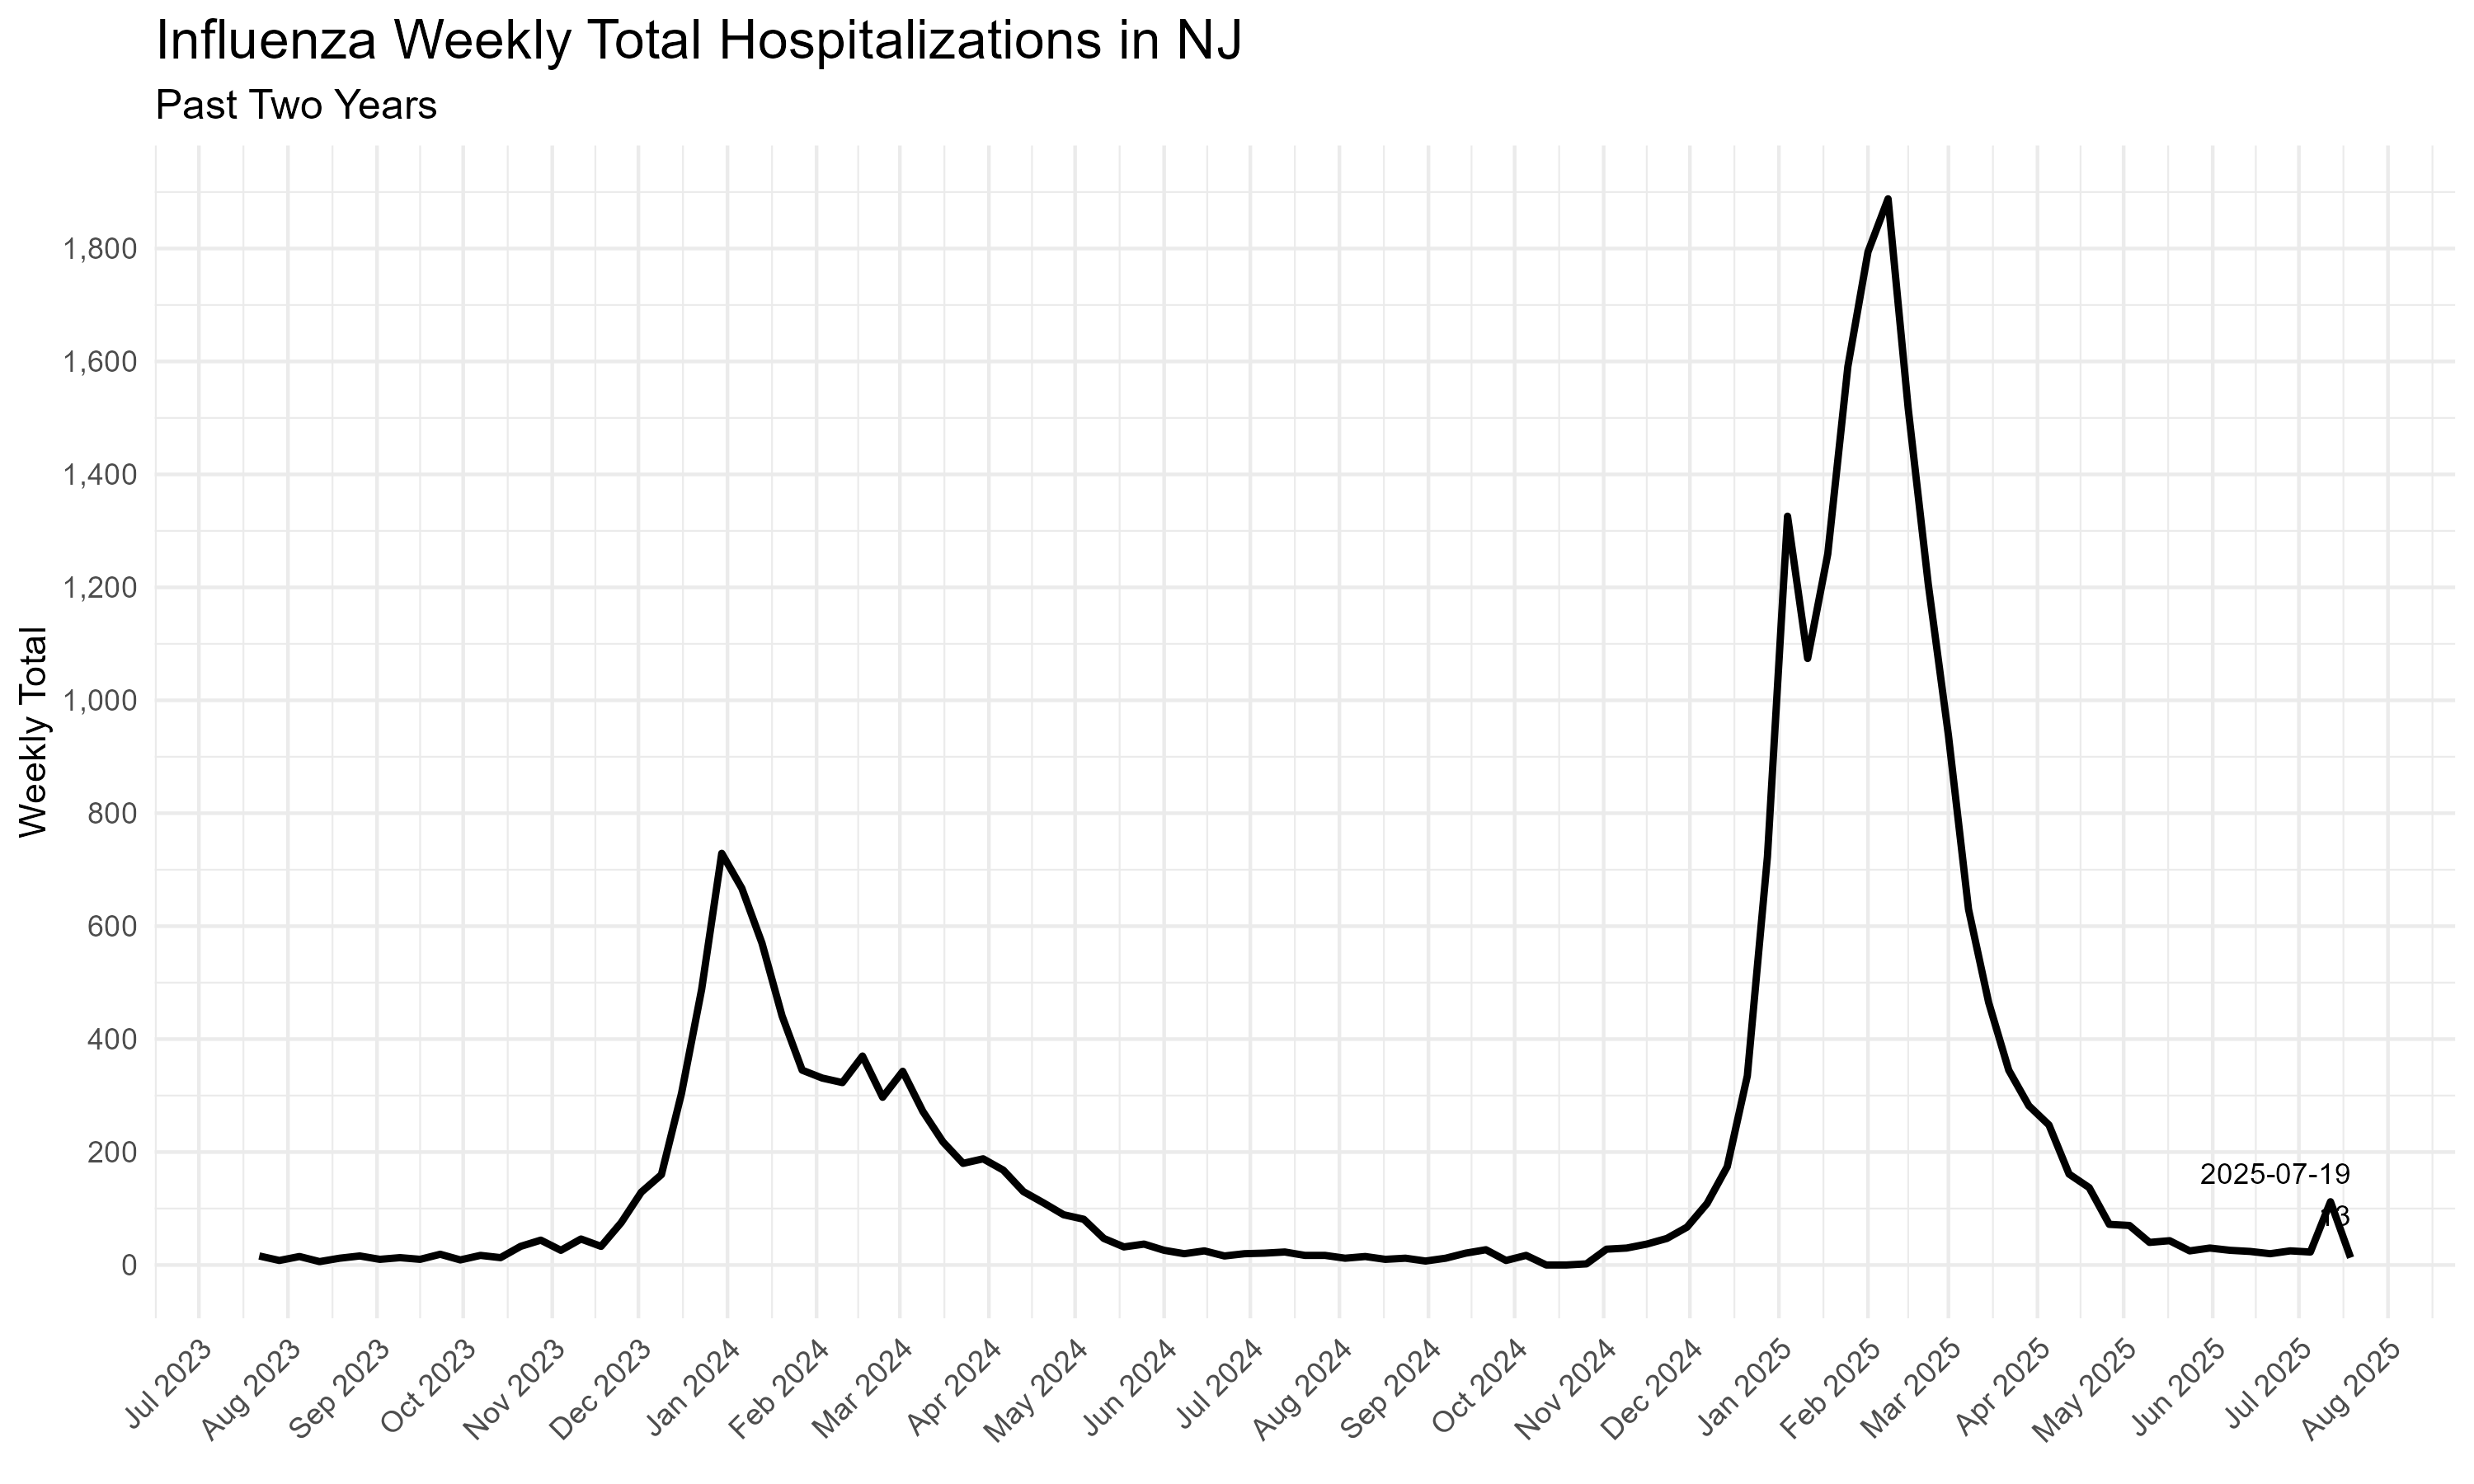 Influenza Weekly Total Hospitalizations in NJ
Past Two Years
Weekly Total
1,800
1,600
1,400
1,200
1,000
800
600
400
200
0
2025-07-19
13
Jul 2023
Aug 2023
Sep 2023
Oct 2023
Nov 2023
Dec 2023
Jan 2024
Feb 2024
Mar 2024
Apr 2024
May 2024
Jun 2024
Jul 2024
Aug 2024
Sep 2024
Oct 2024
Nov 2024
Dec 2024
Jan 2025
Feb 2025
Mar 2025
Apr 2025
May 2025
Jun 2025
Jul 2025
Aug 2025